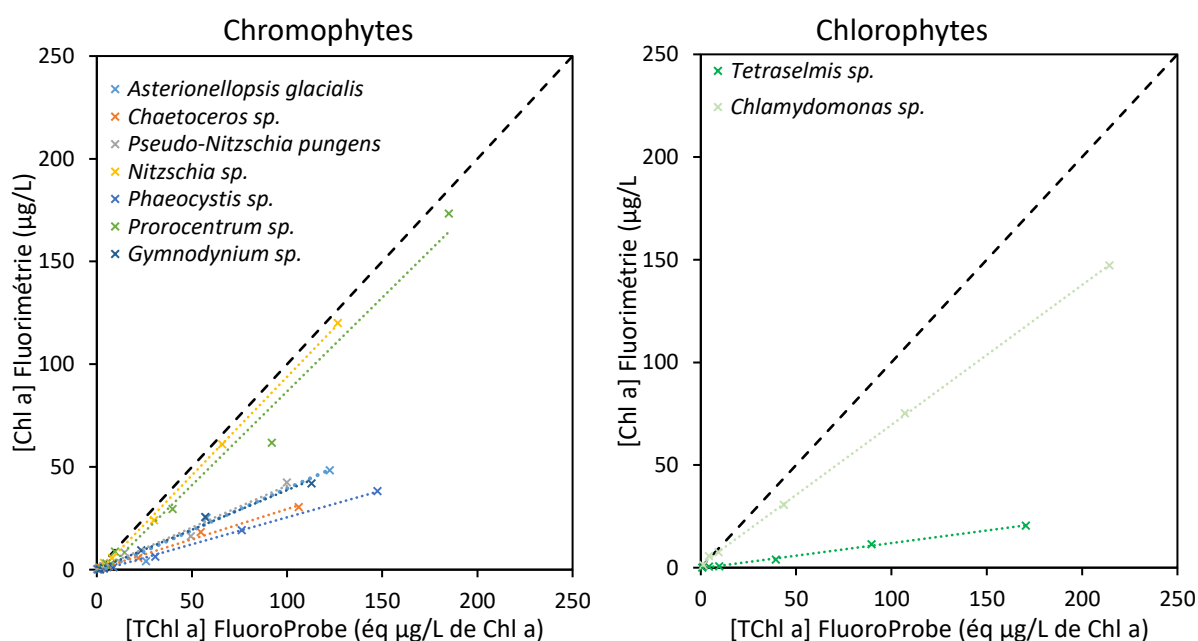 Chromophytes
250
200
150
100
50
0
[Chl a] Fluorimétrie (µg/L)
Asterionellopsis glacialis
Chaetoceros sp.
Pseudo-Nitzschia pungens
Nitzschia sp.
Phaeocystis sp.
Prorocentrum sp.
Gymnodynium sp.
0 50 100 150 200 250
[TChl a] FluoroProbe (éq µg/L de Chl a)
Chlorophytes
250
200
150
100
50
0
[Chl a] Fluorimétrie (µg/L)
Tetraselmis sp.
Chlamydomonas sp.
0 50 100 150 200 250
[TChl a] FluoroProbe (éq µg/L de Chl a)